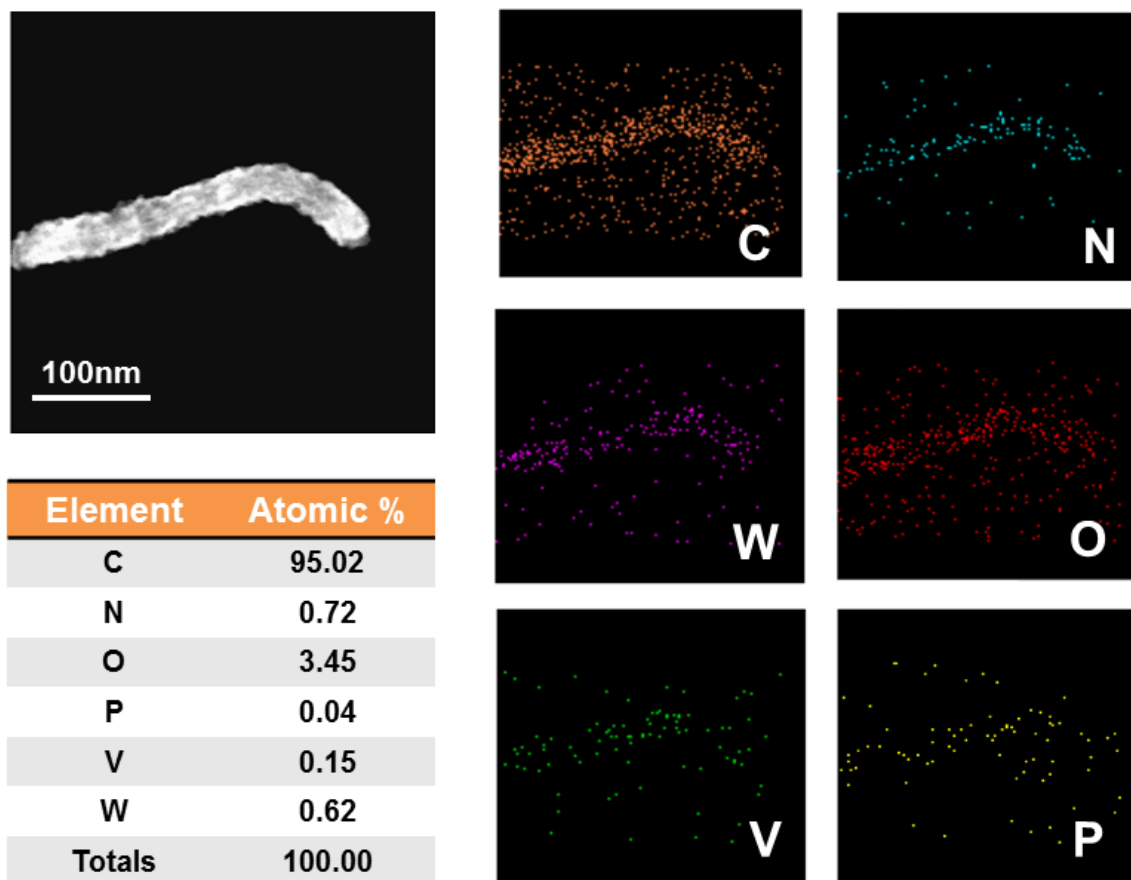 100nm
C
N
W
O
V
P
Element Atomic %
C 95.02
N 0.72
O 3.45
P 0.04
V 0.15
W 0.62
Totals 100.00